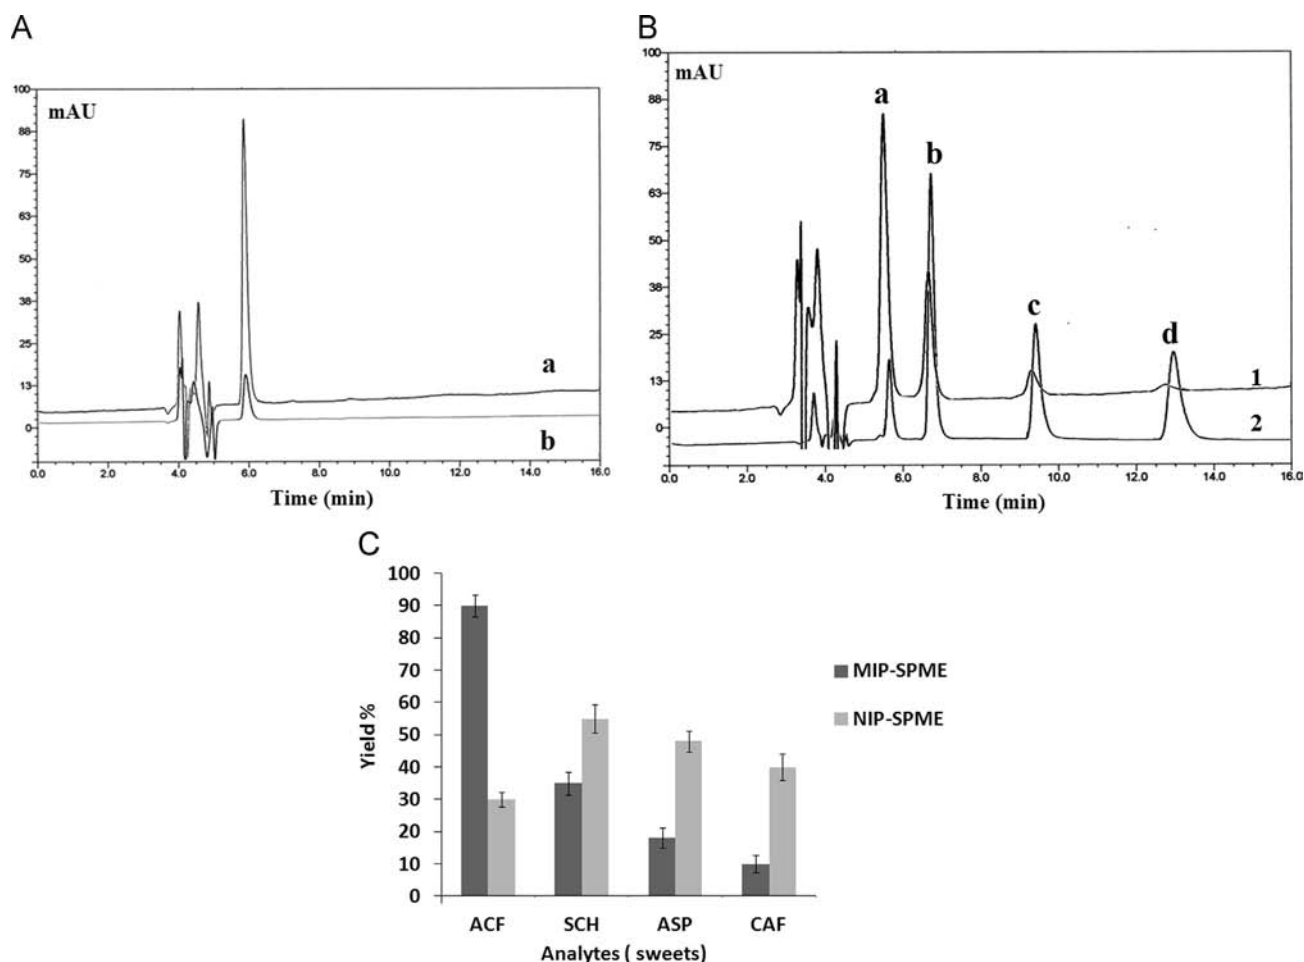 A
mAU
100
88
75
63
50
38
25
13
0
a
b
0.0 2.0 4.0 6.0 8.0 10.0 12.0 14.0 16.0
Time (min)
B
mAU
100
88
75
63
50
38
25
13
0
a
b
c
d
1
2
0.0 2.0 4.0 6.0 8.0 10.0 12.0 14.0 16.0
Time (min)
C
Yield %
100
90
80
70
60
50
40
30
20
10
0
MIP-SPME
NIP-SPME
ACF SCH ASP CAF
Analytes ( sweets)